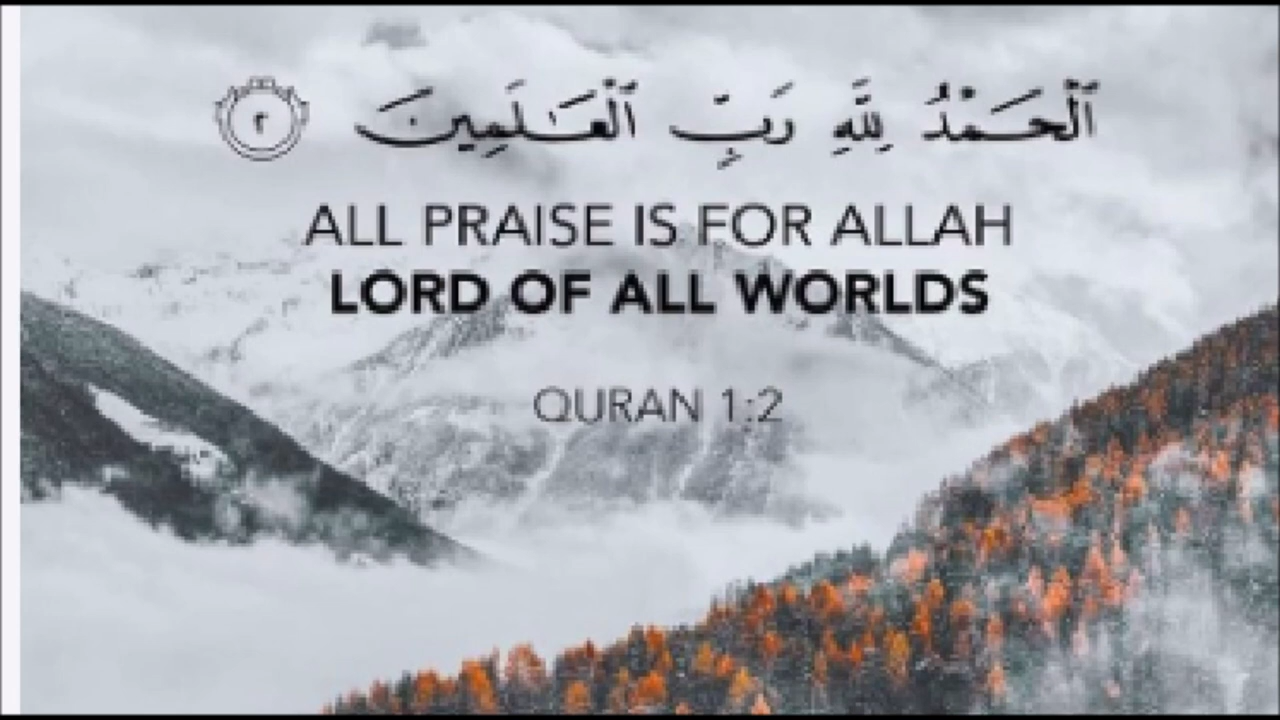 ٱلْحَمْدُ لِلَّهِ رَبِّ ٱلْعَـٰلَمِينَ ٢
ALL PRAISE IS FOR ALLAH
LORD OF ALL WORLDS
QURAN 1:2